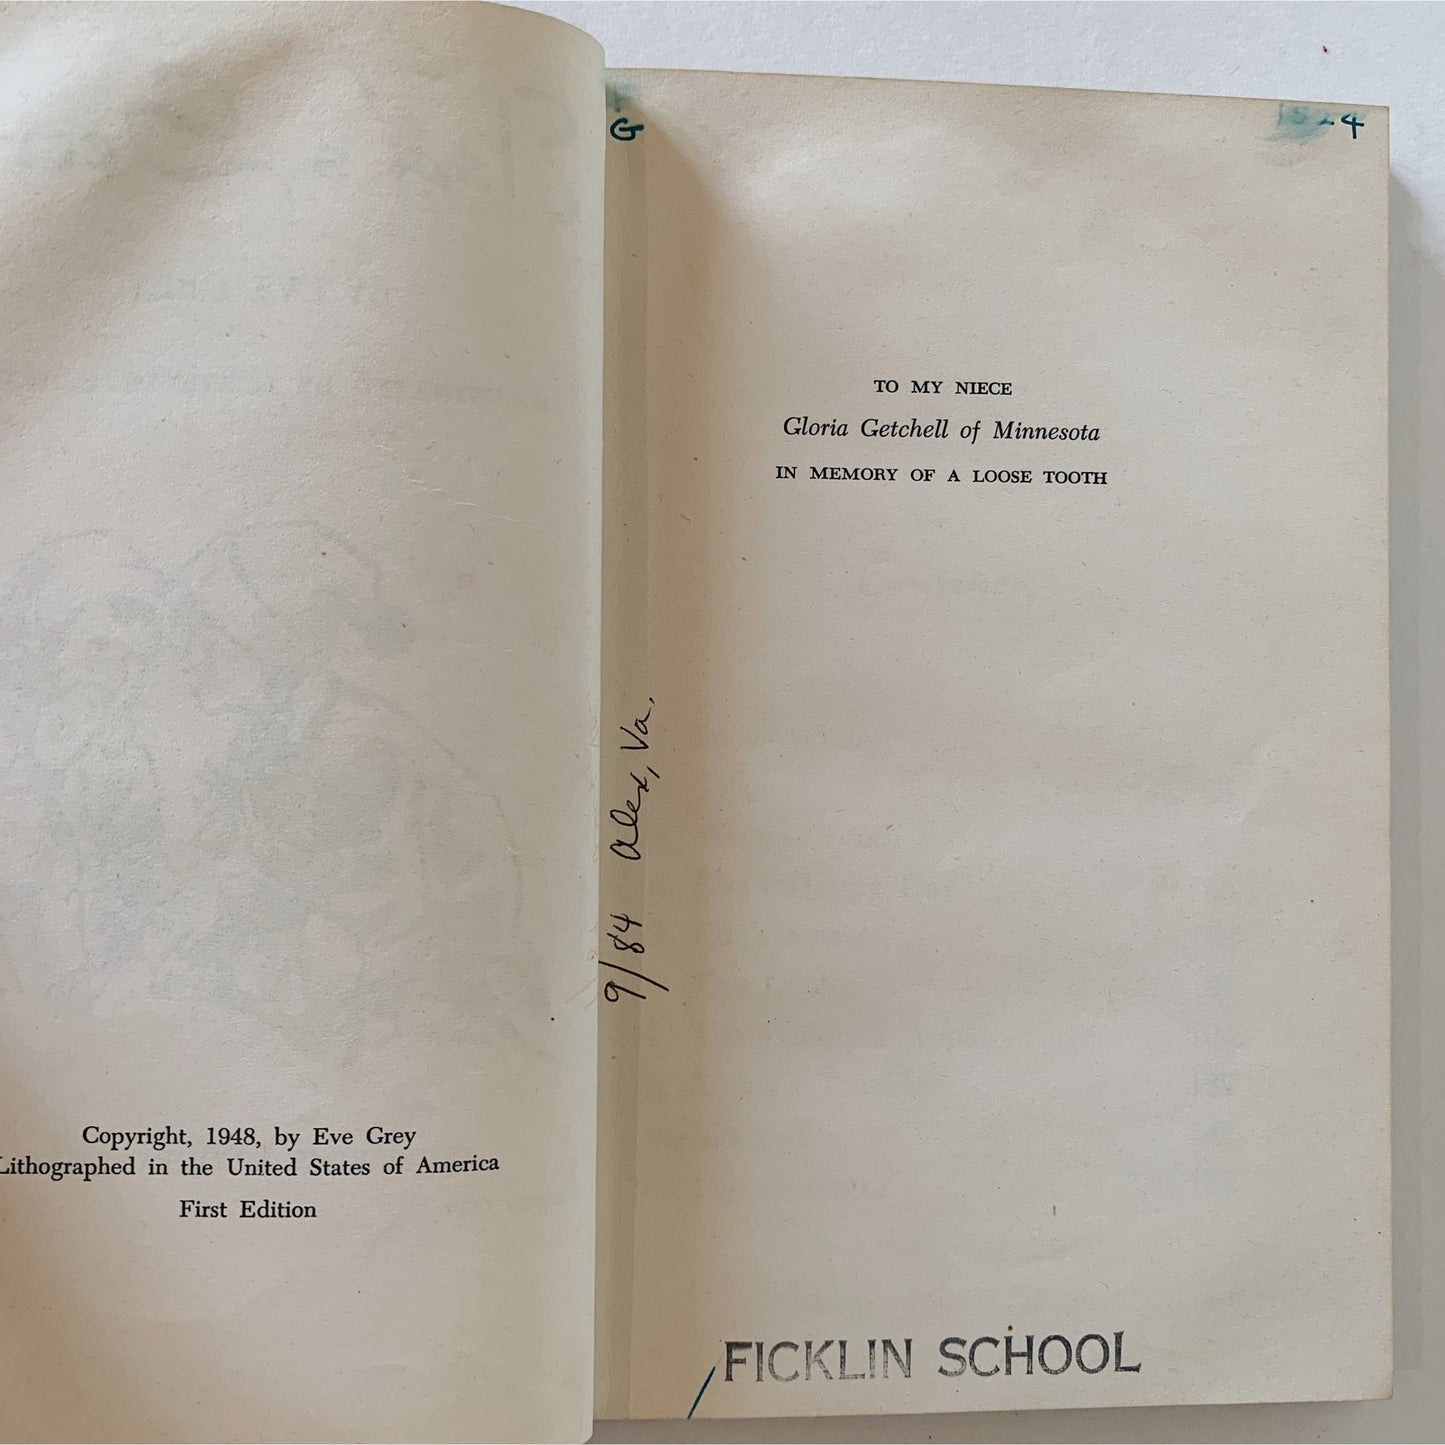 Copyright, 1948, by Eve Grey
Lithographed in the United States of America
First Edition
G
4
TO MY NIECE
Gloria Getchell of Minnesota
IN MEMORY OF A LOOSE TOOTH
9/84 Alex, Va.
FICKLIN SCHOOL